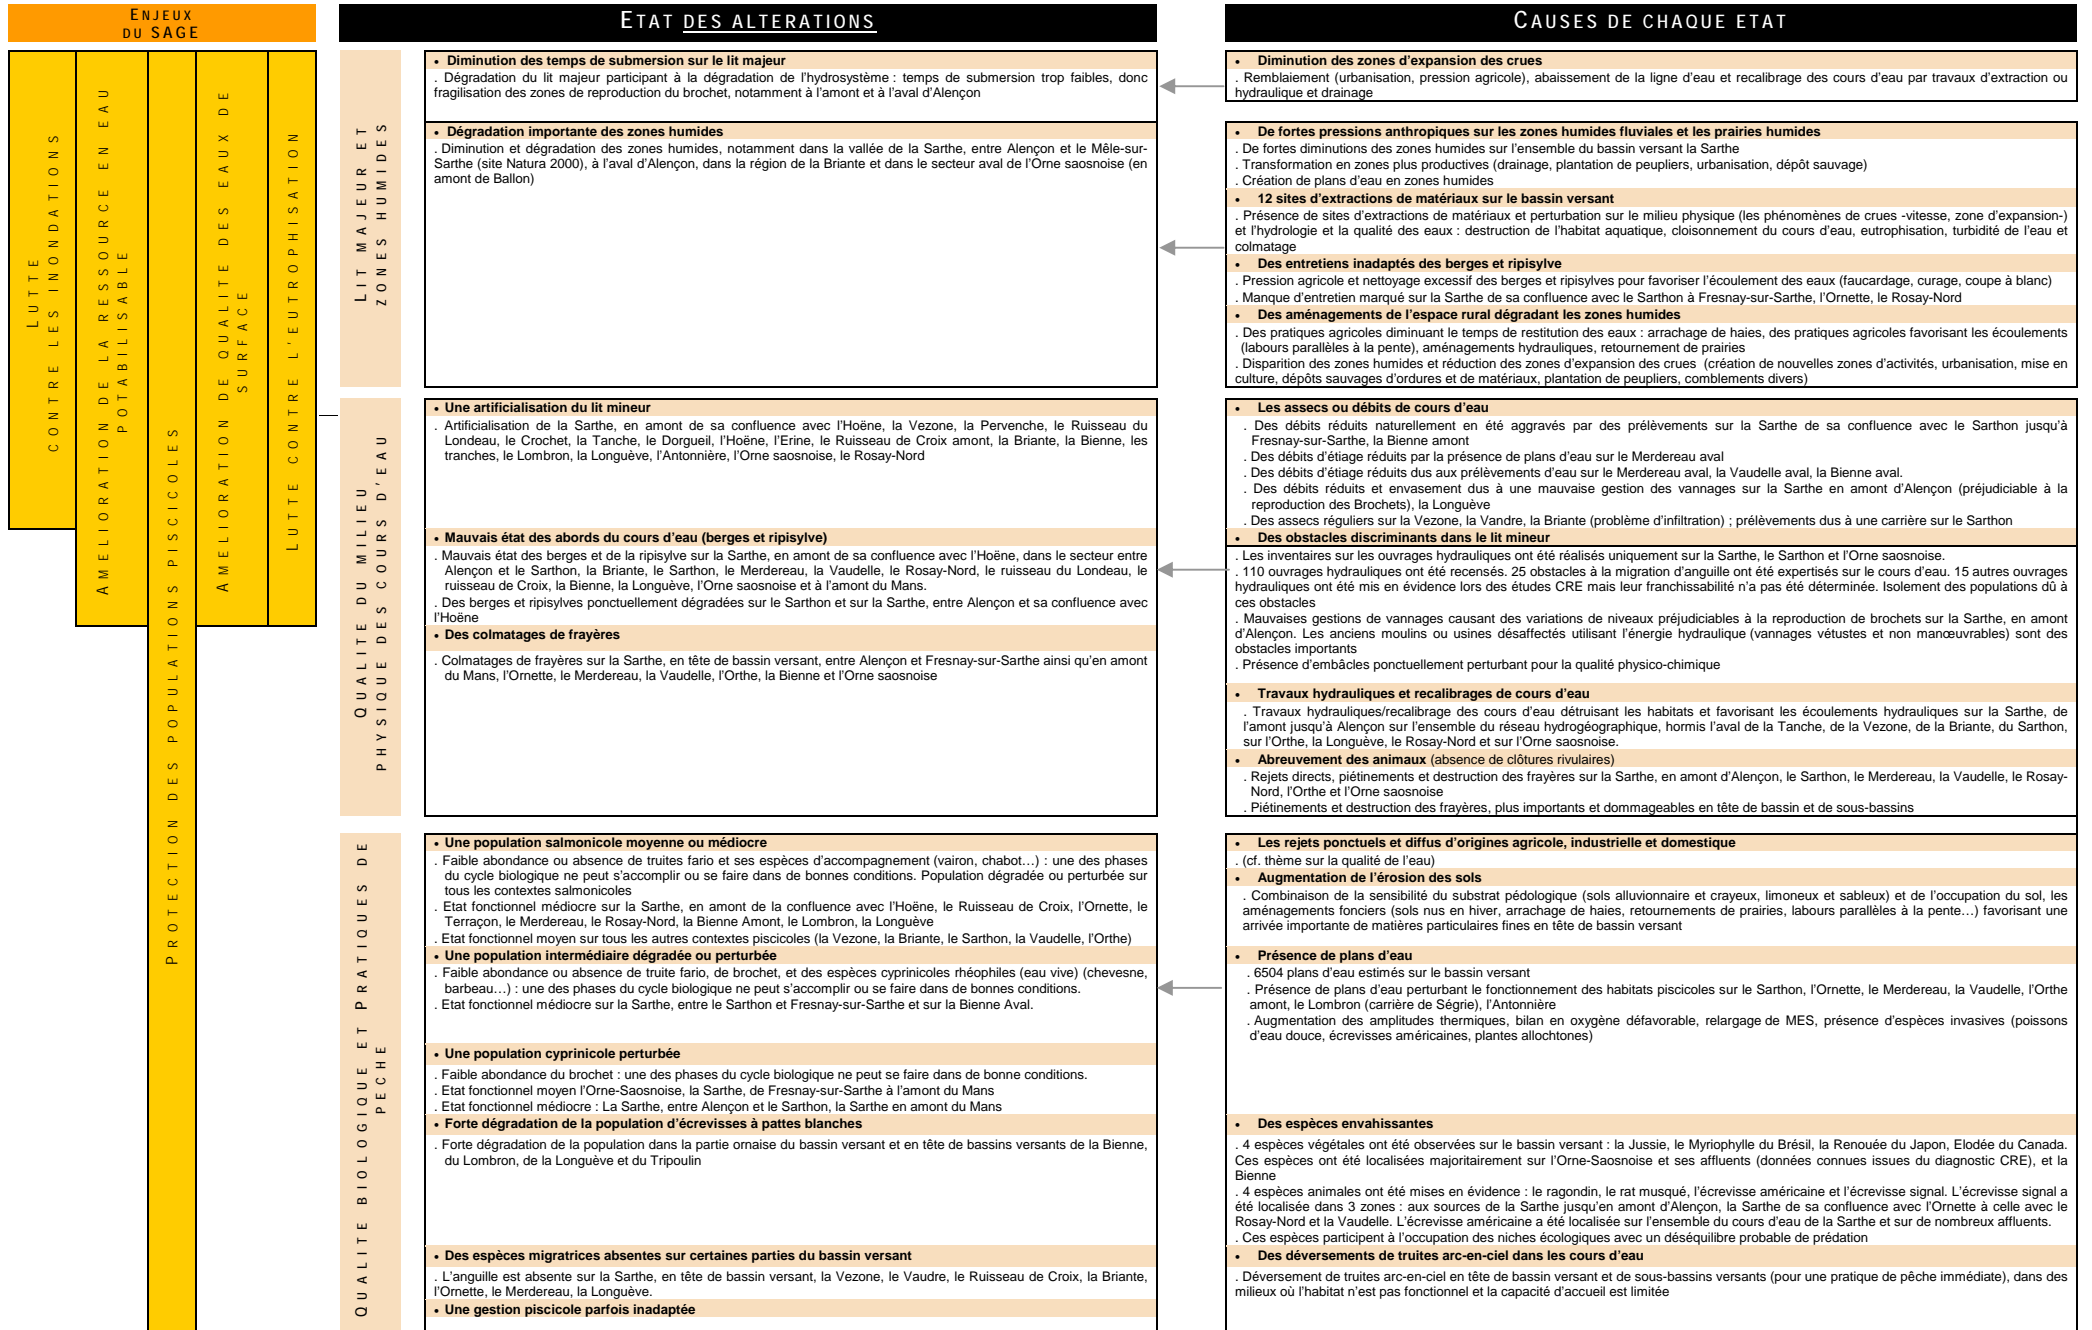 ENJEUX
DU SAGE
ETAT DES ALTERATIONS
CAUSES DE CHAQUE ETAT
LUTTE
CONTRE LES INONDATIONS
AMELIORATION DE LA RESSOURCE EN EAU
POTABILISABLE
PROTECTION DES POPULATIONS PISCICOLES
AMELIORATION DE QUALITE DES EAUX DE
SURFACE
LUTTE CONTRE L'EUTROPHISATION
LIT MAJEUR ET
ZONES HUMIDES
• Diminution des temps de submersion sur le lit majeur
. Dégradation du lit majeur participant à la dégradation de l'hydrosystème : temps de submersion trop faibles, donc
fragilisation des zones de reproduction du brochet, notamment à l'amont et à l'aval d'Alençon
• Dégradation importante des zones humides
. Diminution et dégradation des zones humides, notamment dans la vallée de la Sarthe, entre Alençon et le Mêle-sur-
Sarthe (site Natura 2000), à l'aval d'Alençon, dans la région de la Briante et dans le secteur aval de l'Orne saosnoise (en
amont de Ballon)
• Diminution des zones d'expansion des crues
. Remblaiement (urbanisation, pression agricole), abaissement de la ligne d'eau et recalibrage des cours d'eau par travaux d'extraction ou
hydraulique et drainage
• De fortes pressions anthropiques sur les zones humides fluviales et les prairies humides
. De fortes diminutions des zones humides sur l'ensemble du bassin versant la Sarthe
. Transformation en zones plus productives (drainage, plantation de peupliers, urbanisation, dépôt sauvage)
. Création de plans d'eau en zones humides
• 12 sites d'extractions de matériaux sur le bassin versant
. Présence de sites d'extractions de matériaux et perturbation sur le milieu physique (les phénomènes de crues -vitesse, zone d'expansion-)
et l'hydrologie et la qualité des eaux : destruction de l'habitat aquatique, cloisonnement du cours d'eau, eutrophisation, turbidité de l'eau et
colmatage
• Des entretiens inadaptés des berges et ripisylve
. Pression agricole et nettoyage excessif des berges et ripisylves pour favoriser l'écoulement des eaux (faucardage, curage, coupe à blanc)
. Manque d'entretien marqué sur la Sarthe de sa confluence avec le Sarthon à Fresnay-sur-Sarthe, l'Ornette, le Rosay-Nord
• Des aménagements de l'espace rural dégradant les zones humides
. Des pratiques agricoles diminuant le temps de restitution des eaux : arrachage de haies, des pratiques agricoles favorisant les écoulements
(labours parallèles à la pente), aménagements hydrauliques, retournement de prairies
. Disparition des zones humides et réduction des zones d'expansion des crues (création de nouvelles zones d'activités, urbanisation, mise en
culture, dépôts sauvages d'ordures et de matériaux, plantation de peupliers, comblements divers)
QUALITE DU MILIEU
PHYSIQUE DES COURS D'EAU
• Une artificialisation du lit mineur
. Artificialisation de la Sarthe, en amont de sa confluence avec l'Hoëne, la Vezone, la Pervenche, le Ruisseau du
Londeau, le Crochet, la Tanche, le Dorgueil, l'Hoëne, l'Erine, le Ruisseau de Croix amont, la Briante, la Bienne, les
tranches, le Lombron, la Longuève, l'Antonnière, l'Orne saosnoise, le Rosay-Nord
• Mauvais état des abords du cours d'eau (berges et ripisylve)
. Mauvais état des berges et de la ripisylve sur la Sarthe, en amont de sa confluence avec l'Hoëne, dans le secteur entre
Alençon et le Sarthon, la Briante, le Sarthon, le Merdereau, la Vaudelle, le Rosay-Nord, le ruisseau du Londeau, le
ruisseau de Croix, la Bienne, la Longuève, l'Orne saosnoise et à l'amont du Mans.
. Des berges et ripisylves ponctuellement dégradées sur le Sarthon et sur la Sarthe, entre Alençon et sa confluence avec
l'Hoëne
• Des colmatages de frayères
. Colmatages de frayères sur la Sarthe, en tête de bassin versant, entre Alençon et Fresnay-sur-Sarthe ainsi qu'en amont
du Mans, l'Ornette, le Merdereau, la Vaudelle, l'Orthe, la Bienne et l'Orne saosnoise
• Les assecs ou débits de cours d'eau
. Des débits réduits naturellement en été aggravés par des prélèvements sur la Sarthe de sa confluence avec le Sarthon jusqu'à
Fresnay-sur-Sarthe, la Bienne amont
. Des débits d'étiage réduits par la présence de plans d'eau sur le Merdereau aval
. Des débits d'étiage réduits dus aux prélèvements d'eau sur le Merdereau aval, la Vaudelle aval, la Bienne aval.
. Des débits réduits et envasement dus à une mauvaise gestion des vannages sur la Sarthe en amont d'Alençon (préjudiciable à la
reproduction des Brochets), la Longuève
. Des assecs réguliers sur la Vezone, la Vandre, la Briante (problème d'infiltration) ; prélèvements dus à une carrière sur le Sarthon
• Des obstacles discriminants dans le lit mineur
. Les inventaires sur les ouvrages hydrauliques ont été réalisés uniquement sur la Sarthe, le Sarthon et l'Orne saosnoise.
. 110 ouvrages hydrauliques ont été recensés. 25 obstacles à la migration d'anguille ont été expertisés sur le cours d'eau. 15 autres ouvrages
hydrauliques ont été mis en évidence lors des études CRE mais leur franchissabilité n'a pas été déterminée. Isolement des populations dû à
ces obstacles
. Mauvaises gestions de vannages causant des variations de niveaux préjudiciables à la reproduction de brochets sur la Sarthe, en amont
d'Alençon. Les anciens moulins ou usines désaffectés utilisant l'énergie hydraulique (vannages vétustes et non manœuvrables) sont des
obstacles importants
. Présence d'embâcles ponctuellement perturbant pour la qualité physico-chimique
• Travaux hydrauliques et recalibrages de cours d'eau
. Travaux hydrauliques/recalibrage des cours d'eau détruisant les habitats et favorisant les écoulements hydrauliques sur la Sarthe, de
l'amont jusqu'à Alençon sur l'ensemble du réseau hydrogéographique, hormis l'aval de la Tanche, de la Vezone, de la Briante, du Sarthon,
sur l'Orthe, la Longuève, le Rosay-Nord et sur l'Orne saosnoise.
• Abreuvement des animaux (absence de clôtures rivulaires)
. Rejets directs, piétinements et destruction des frayères sur la Sarthe, en amont d'Alençon, le Sarthon, le Merdereau, la Vaudelle, le Rosay-
Nord, l'Orthe et l'Orne saosnoise
. Piétinements et destruction des frayères, plus importants et dommageables en tête de bassin et de sous-bassins
QUALITE BIOLOGIQUE ET PRATIQUES DE
PECHE
• Une population salmonicole moyenne ou médiocre
. Faible abondance ou absence de truites fario et ses espèces d'accompagnement (vairon, chabot…) : une des phases
du cycle biologique ne peut s'accomplir ou se faire dans de bonnes conditions. Population dégradée ou perturbée sur
tous les contextes salmonicoles
. Etat fonctionnel médiocre sur la Sarthe, en amont de la confluence avec l'Hoëne, le Ruisseau de Croix, l'Ornette, le
Terraçon, le Merdereau, le Rosay-Nord, la Bienne Amont, le Lombron, la Longuève
. Etat fonctionnel moyen sur tous les autres contextes piscicoles (la Vezone, la Briante, le Sarthon, la Vaudelle, l'Orthe)
• Une population intermédiaire dégradée ou perturbée
. Faible abondance ou absence de truite fario, de brochet, et des espèces cyprinicoles rhéophiles (eau vive) (chevesne,
barbeau…) : une des phases du cycle biologique ne peut s'accomplir ou se faire dans de bonnes conditions.
. Etat fonctionnel médiocre sur la Sarthe, entre le Sarthon et Fresnay-sur-Sarthe et sur la Bienne Aval.
• Une population cyprinicole perturbée
. Faible abondance du brochet : une des phases du cycle biologique ne peut se faire dans de bonne conditions.
. Etat fonctionnel moyen l'Orne-Saosnoise, la Sarthe, de Fresnay-sur-Sarthe à l'amont du Mans
. Etat fonctionnel médiocre : La Sarthe, entre Alençon et le Sarthon, la Sarthe en amont du Mans
• Forte dégradation de la population d'écrevisses à pattes blanches
. Forte dégradation de la population dans la partie ornaise du bassin versant et en tête de bassins versants de la Bienne,
du Lombron, de la Longuève et du Tripoulin
• Des espèces migratrices absentes sur certaines parties du bassin versant
. L'anguille est absente sur la Sarthe, en tête de bassin versant, la Vezone, le Vaudre, le Ruisseau de Croix, la Briante,
l'Ornette, le Merdereau, la Longuève.
• Une gestion piscicole parfois inadaptée
• Les rejets ponctuels et diffus d'origines agricole, industrielle et domestique
. (cf. thème sur la qualité de l'eau)
• Augmentation de l'érosion des sols
. Combinaison de la sensibilité du substrat pédologique (sols alluvionnaire et crayeux, limoneux et sableux) et de l'occupation du sol, les
aménagements fonciers (sols nus en hiver, arrachage de haies, retournements de prairies, labours parallèles à la pente…) favorisant une
arrivée importante de matières particulaires fines en tête de bassin versant
• Présence de plans d'eau
. 6504 plans d'eau estimés sur le bassin versant
. Présence de plans d'eau perturbant le fonctionnement des habitats piscicoles sur le Sarthon, l'Ornette, le Merdereau, la Vaudelle, l'Orthe
amont, le Lombron (carrière de Ségrie), l'Antonnière
. Augmentation des amplitudes thermiques, bilan en oxygène défavorable, relargage de MES, présence d'espèces invasives (poissons
d'eau douce, écrevisses américaines, plantes allochtones)
• Des espèces envahissantes
. 4 espèces végétales ont été observées sur le bassin versant : la Jussie, le Myriophylle du Brésil, la Renouée du Japon, Elodée du Canada.
Ces espèces ont été localisées majoritairement sur l'Orne-Saosnoise et ses affluents (données connues issues du diagnostic CRE), et la
Bienne
. 4 espèces animales ont été mises en évidence : le ragondin, le rat musqué, l'écrevisse américaine et l'écrevisse signal. L'écrevisse signal a
été localisée dans 3 zones : aux sources de la Sarthe jusqu'en amont d'Alençon, la Sarthe de sa confluence avec l'Ornette à celle avec le
Rosay-Nord et la Vaudelle. L'écrevisse américaine a été localisée sur l'ensemble du cours d'eau de la Sarthe et sur de nombreux affluents.
. Ces espèces participent à l'occupation des niches écologiques avec un déséquilibre probable de prédation
• Des déversements de truites arc-en-ciel dans les cours d'eau
. Déversement de truites arc-en-ciel en tête de bassin versant et de sous-bassins versants (pour une pratique de pêche immédiate), dans des
milieux où l'habitat n'est pas fonctionnel et la capacité d'accueil est limitée